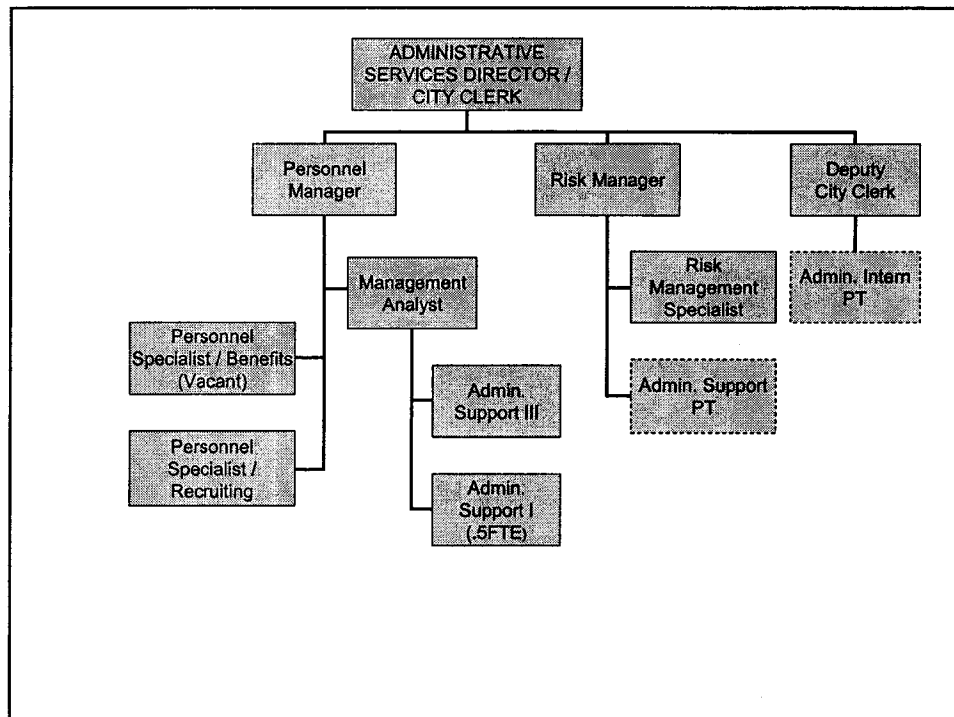 ADMINISTRATIVE
SERVICES DIRECTOR /
CITY CLERK
Personnel
Manager
Risk Manager
Deputy
City Clerk
Management
Analyst
Risk
Management
Specialist
Admin. Intern
PT
Personnel
Specialist / Benefits
(Vacant)
Admin.
Support III
Admin. Support
PT
Personnel
Specialist /
Recruiting
Admin.
Support I
(.5FTE)